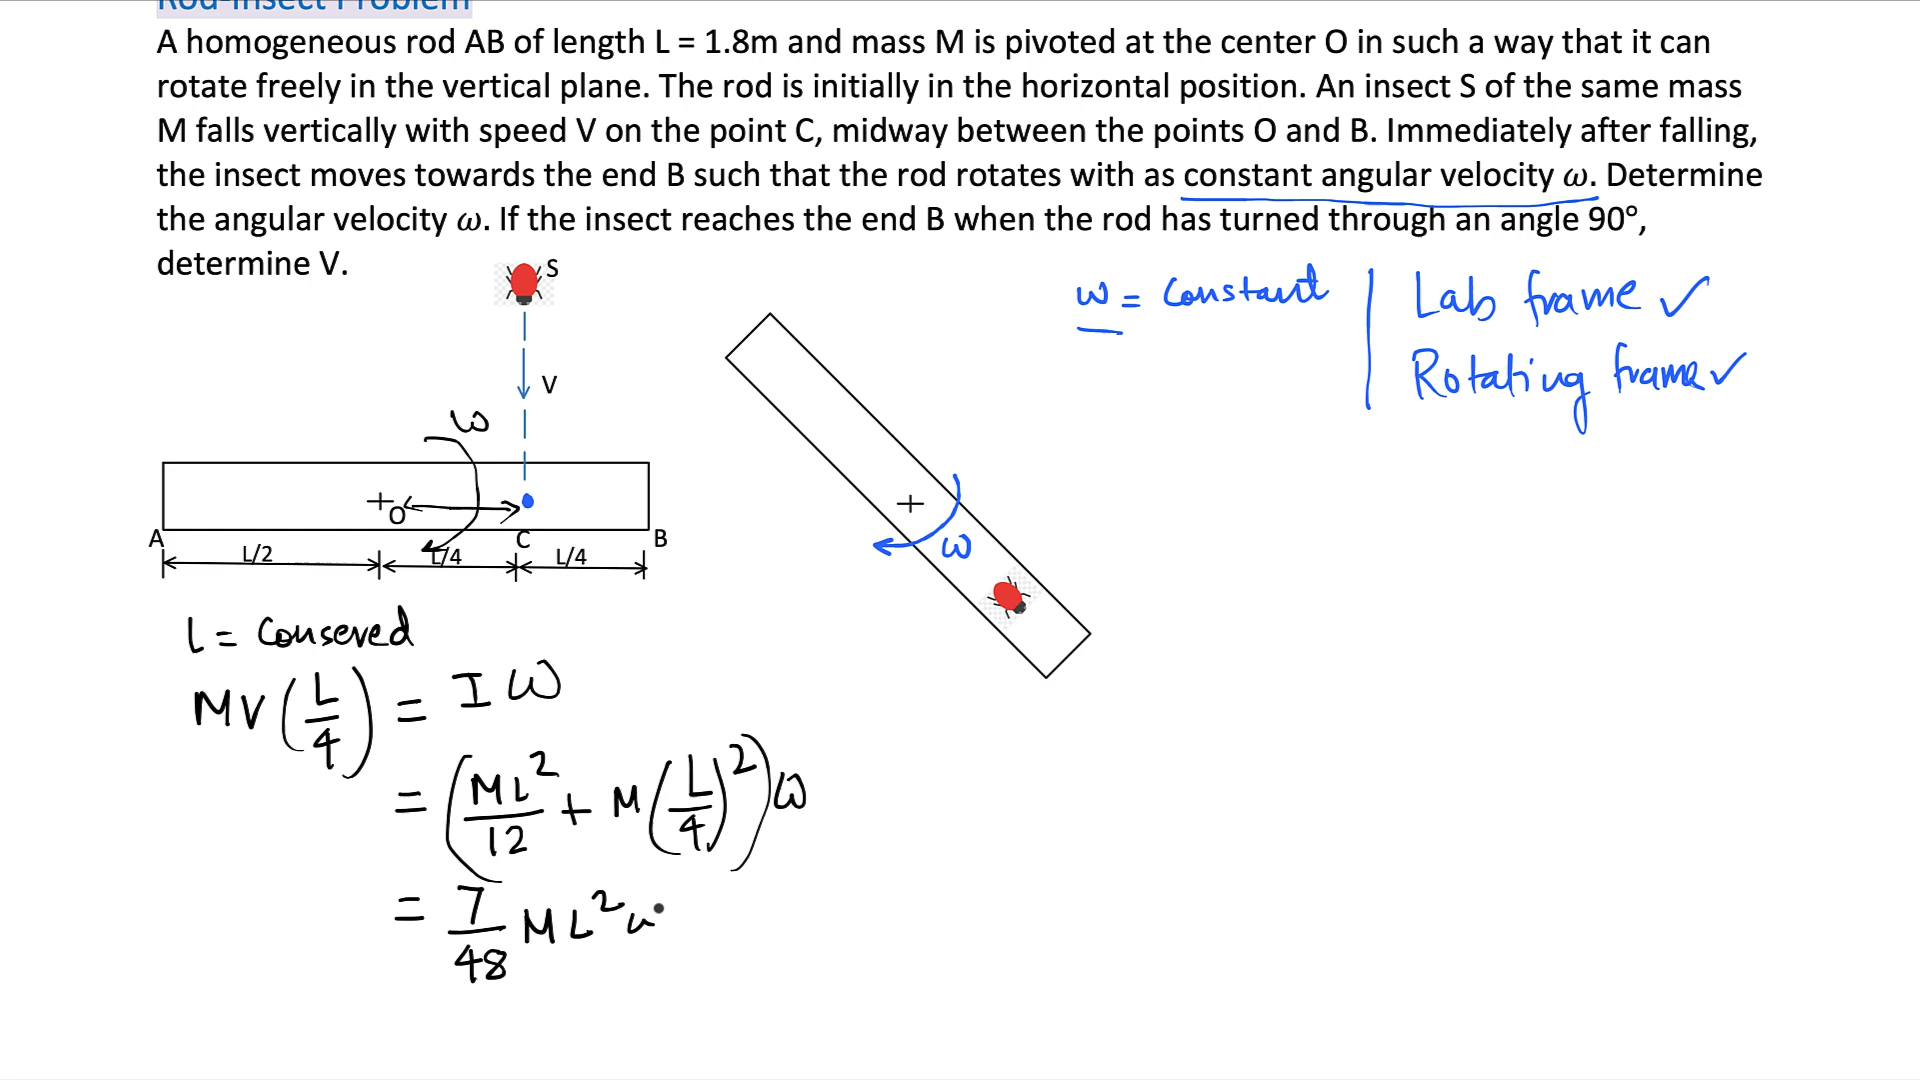 Rod-Insect Problem
A homogeneous rod AB of length L = 1.8m and mass M is pivoted at the center O in such a way that it can
rotate freely in the vertical plane. The rod is initially in the horizontal position. An insect S of the same mass
M falls vertically with speed V on the point C, midway between the points O and B. Immediately after falling,
the insect moves towards the end B such that the rod rotates with as constant angular velocity ω. Determine
the angular velocity ω. If the insect reaches the end B when the rod has turned through an angle 90°,
determine V.
S
ω = Constant | Lab frame ✓
Rotating frame ✓
V
ω
+O
ω
A C B
L/2 L/4 L/4
L = Conseved
MV(L/4) = I ω
= (ML²/12 + M(L/4)²)ω
= 7/48 ML²ω